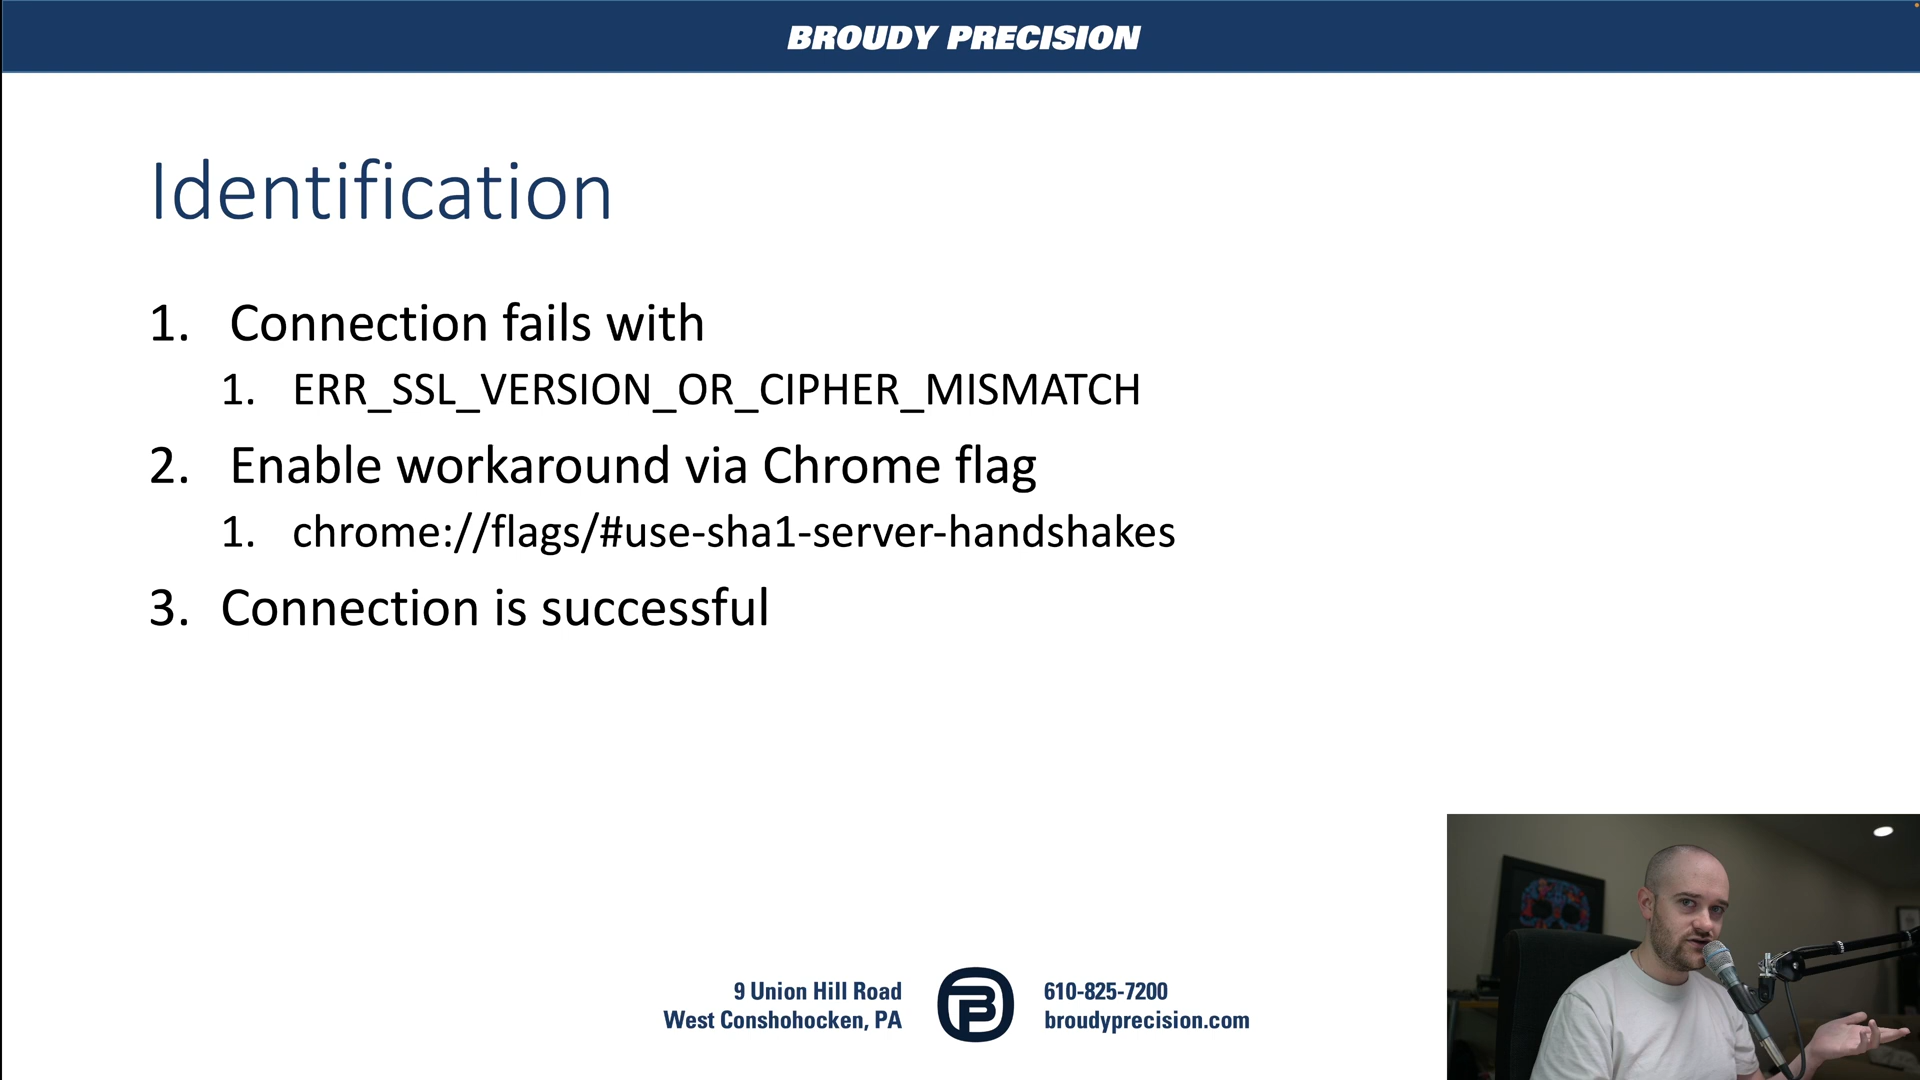 BROUDY PRECISION
Identification
1. Connection fails with
1. ERR_SSL_VERSION_OR_CIPHER_MISMATCH
2. Enable workaround via Chrome flag
1. chrome://flags/#use-sha1-server-handshakes
3. Connection is successful
9 Union Hill Road
West Conshohocken, PA
610-825-7200
broudyprecision.com